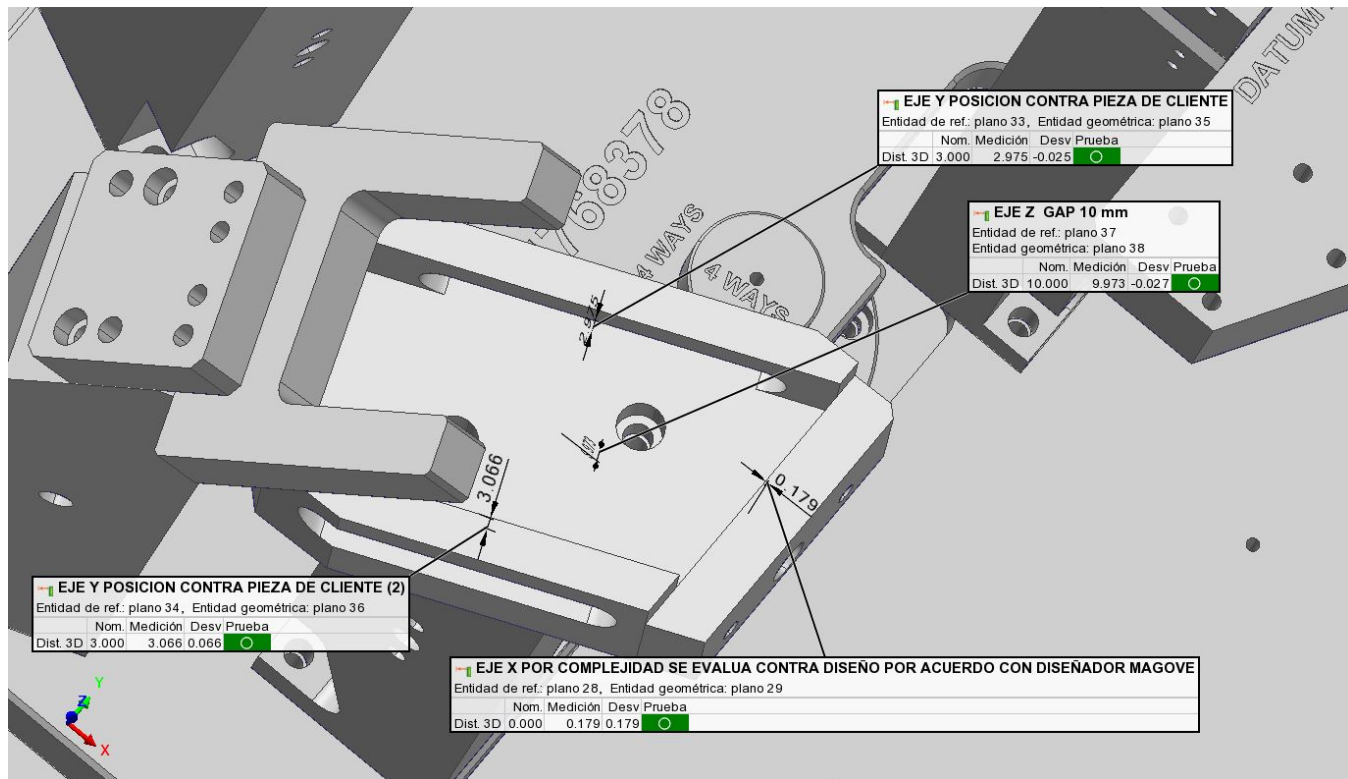 DATUM
68378
4 WAYS
4 WAYS
EJE Y POSICION CONTRA PIEZA DE CLIENTE
Entidad de ref.: plano 33, Entidad geométrica: plano 35
Nom. Medición Desv Prueba
Dist. 3D 3.000 2.975 -0.025
EJE Z GAP 10 mm
Entidad de ref.: plano 37
Entidad geométrica: plano 38
Nom. Medición Desv Prueba
Dist. 3D 10.000 9.973 -0.027
2.975
3.066
0.179
EJE Y POSICION CONTRA PIEZA DE CLIENTE (2)
Entidad de ref.: plano 34, Entidad geométrica: plano 36
Nom. Medición Desv Prueba
Dist. 3D 3.000 3.066 0.066
EJE X POR COMPLEJIDAD SE EVALUA CONTRA DISEÑO POR ACUERDO CON DISEÑADOR MAGOVE
Entidad de ref.: plano 28, Entidad geométrica: plano 29
Nom. Medición Desv Prueba
Dist. 3D 0.000 0.179 0.179
Y
Z
X